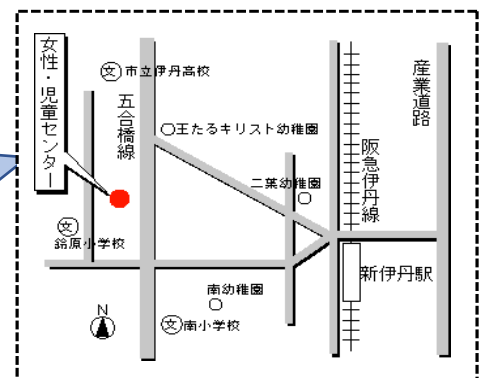 女性・児童センター
文 市立伊丹高校
五合橋線
王たるキリスト幼稚園
産業道路
阪急伊丹線
二葉幼稚園
文
鈴原小学校
新伊丹駅
南幼稚園
N
文 南小学校